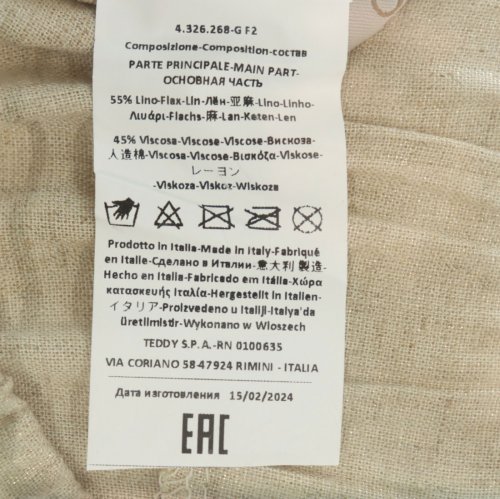 4.326.268-G F2
Composizione-Composition-состав
PARTE PRINCIPALE-MAIN PART-
ОСНОВНАЯ ЧАСТЬ
55% Lino-Flax-Lin-Лён-亚麻-Lino-Linho-
Λινάρι-Flachs-麻-Lan-Keten-Len
45% Viscosa-Viscose-Viscose-Вискоза-
人造棉-Viscosa-Viscose-Βισκόζα-Viskose-
レーヨン
-Viskoza-Viskoz-Wiskoza
Prodotto in Italia-Made in Italy-Fabriqué
en Italie-Сделано в Италии-意大利 製造-
Hecho en Italia-Fabricado em Itália-Χώρα
κατασκευής Ιταλία-Hergestellt in Italien-
イタリア-Proizvedeno u Italiji-Italya'da
üretilmistir-Wykonano w Wloszech
TEDDY S.P.A.-RN 0100635
VIA CORIANO 58-47924 RIMINI - ITALIA
Дата изготовления 15/02/2024
EAC